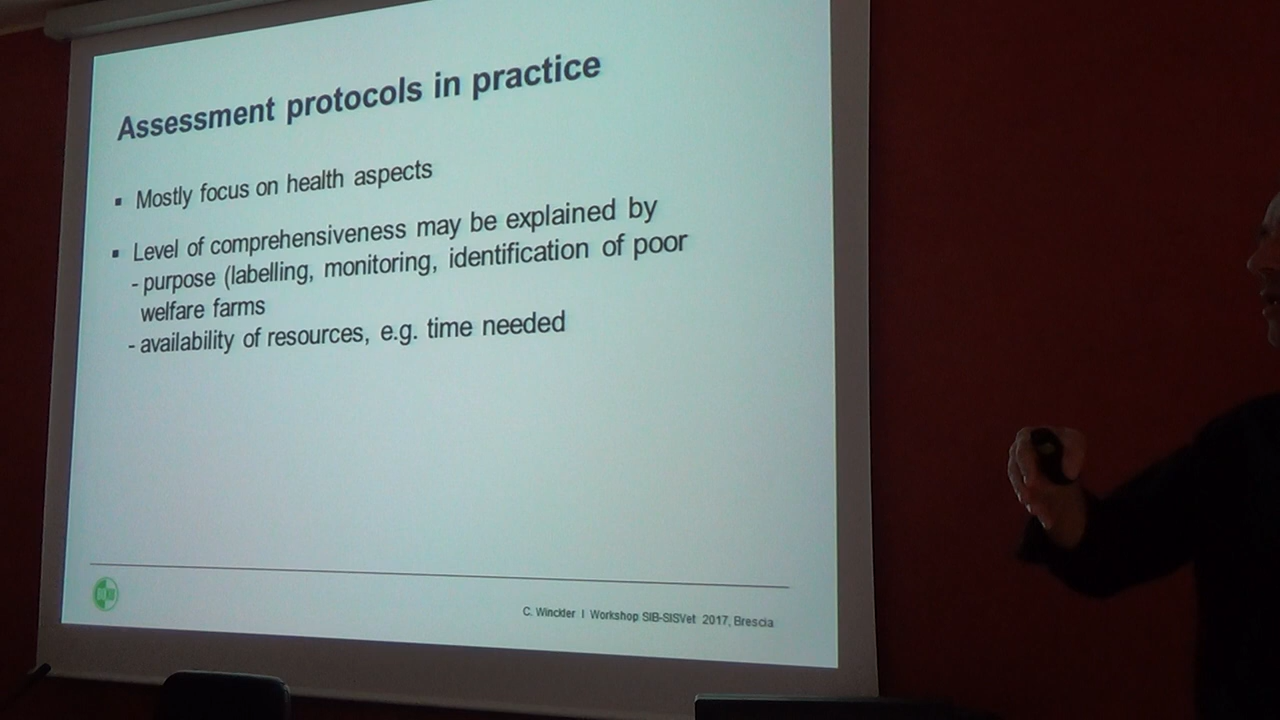 Assessment protocols in practice
▪ Mostly focus on health aspects
▪ Level of comprehensiveness may be explained by
- purpose (labelling, monitoring, identification of poor
welfare farms
- availability of resources, e.g. time needed
C. Winckler I Workshop SIB-SISVet 2017, Brescia